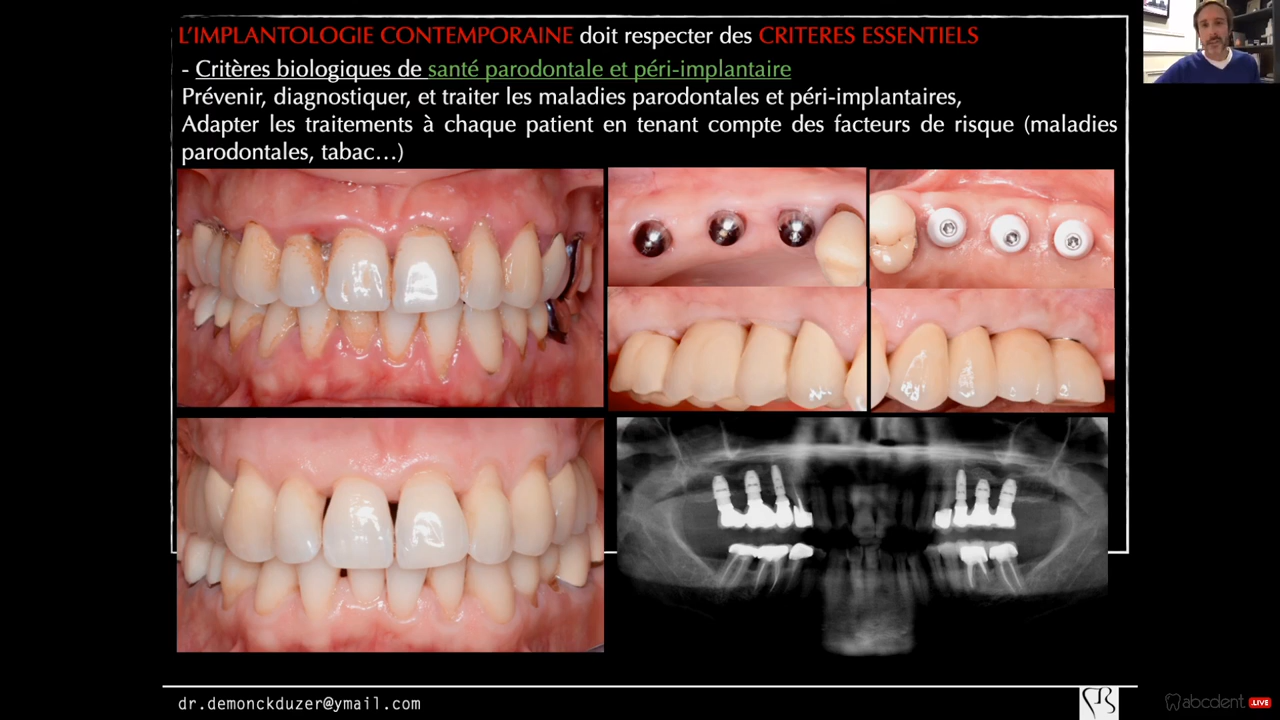 L'IMPLANTOLOGIE CONTEMPORAINE doit respecter des CRITERES ESSENTIELS
- Critères biologiques de santé parodontale et péri-implantaire
Prévenir, diagnostiquer, et traiter les maladies parodontales et péri-implantaires,
Adapter les traitements à chaque patient en tenant compte des facteurs de risque (maladies
parodontales, tabac…)
dr.demonckduzer@ymail.com
abcdent.LIVE